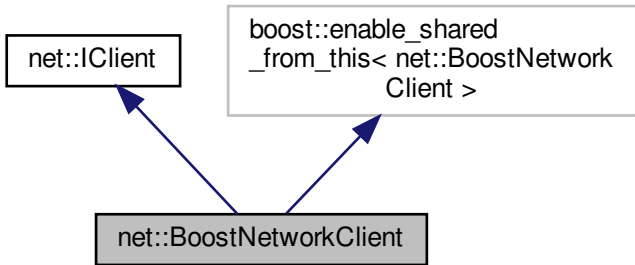 net::IClient
boost::enable_shared
_from_this< net::BoostNetwork
Client >
net::BoostNetworkClient